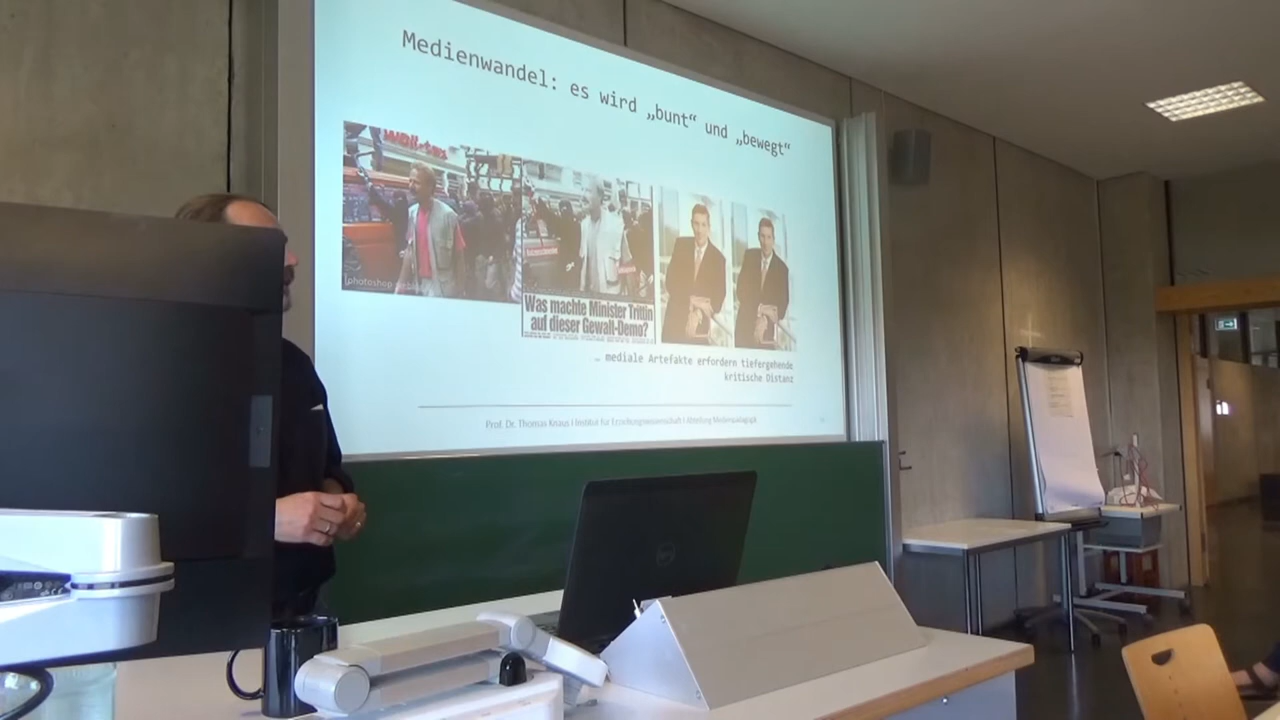 Medienwandel: es wird „bunt“ und „bewegt“
Was machte Minister Trittin
auf dieser Gewalt-Demo?
… mediale Artefakte erfordern tiefergehende
kritische Distanz
Prof. Dr. Thomas Knaus | Institut für Erziehungswissenschaft | Abteilung Medienpädagogik